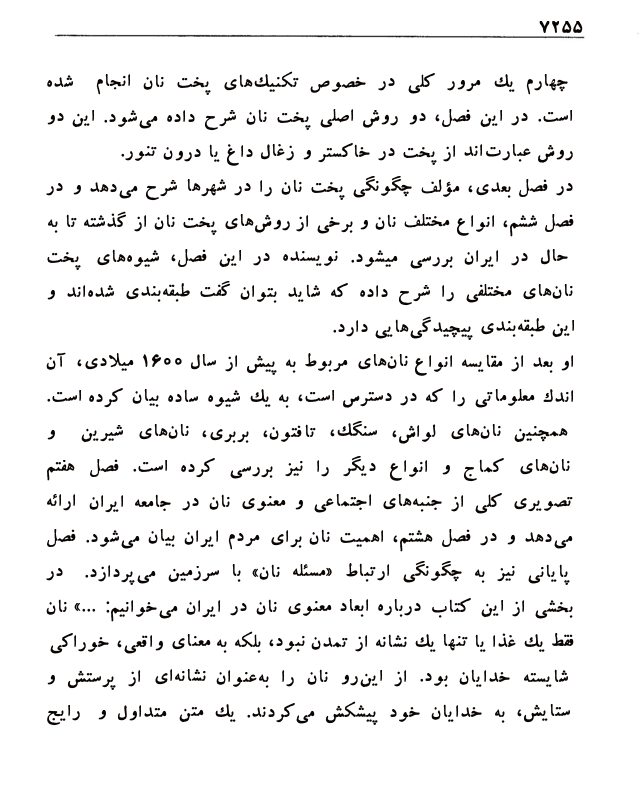 ۷۲۵۵
چهارم یك مرور کلی در خصوص تکنیك‌های پخت نان انجام شده
است. در این فصل، دو روش اصلی پخت نان شرح داده می‌شود. این دو
روش عبارت‌اند از پخت در خاکستر و زغال داغ یا درون تنور.
در فصل بعدی، مؤلف چگونگی پخت نان را در شهرها شرح می‌دهد و در
فصل ششم، انواع مختلف نان و برخی از روش‌های پخت نان از گذشته تا به
حال در ایران بررسی میشود. نویسنده در این فصل، شیوه‌های پخت
نان‌های مختلفی را شرح داده که شاید بتوان گفت طبقه‌بندی شده‌اند و
این طبقه‌بندی پیچیدگی‌هایی دارد.
او بعد از مقایسه انواع نان‌های مربوط به پیش از سال ۱۶۰۰ میلادی، آن
اندك معلوماتی را که در دسترس است، به یك شیوه ساده بیان کرده است.
همچنین نان‌های لواش، سنگك، تافتون، بربری، نان‌های شیرین و
نان‌های کماج و انواع دیگر را نیز بررسی کرده است. فصل هفتم
تصویری کلی از جنبه‌های اجتماعی و معنوی نان در جامعه ایران ارائه
می‌دهد و در فصل هشتم، اهمیت نان برای مردم ایران بیان می‌شود. فصل
پایانی نیز به چگونگی ارتباط «مسئله نان» با سرزمین می‌پردازد. در
بخشی از این کتاب درباره ابعاد معنوی نان در ایران می‌خوانیم: ...» نان
فقط یك غذا یا تنها یك نشانه از تمدن نبود، بلکه به معنای واقعی، خوراکی
شایسته خدایان بود. از این‌رو نان را به‌عنوان نشانه‌ای از پرستش و
ستایش، به خدایان خود پیشکش می‌کردند. یك متن متداول و رایج